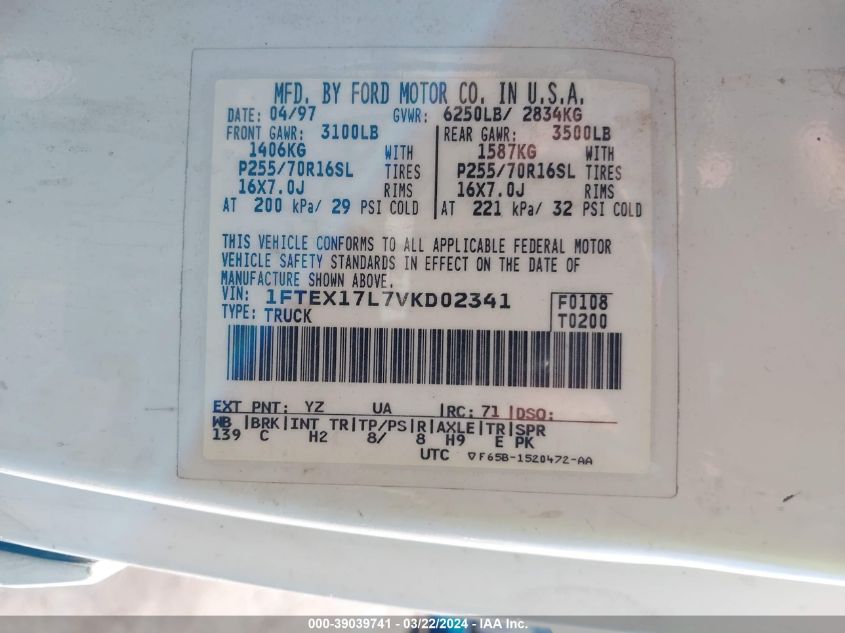 MFD. BY FORD MOTOR CO. IN U.S.A.
DATE: 04/97 GVWR: 6250LB/ 2834KG
FRONT GAWR: 3100LB REAR GAWR: 3500LB
1406KG WITH 1587KG WITH
P255/70R16SL TIRES P255/70R16SL TIRES
16X7.0J RIMS 16X7.0J RIMS
AT 200 kPa/ 29 PSI COLD AT 221 kPa/ 32 PSI COLD
THIS VEHICLE CONFORMS TO ALL APPLICABLE FEDERAL MOTOR
VEHICLE SAFETY STANDARDS IN EFFECT ON THE DATE OF
MANUFACTURE SHOWN ABOVE.
VIN: 1FTEX17L7VKD02341 F0108
TYPE: TRUCK T0200
EXT PNT: YZ UA |RC: 71 |DSO:
WB |BRK|INT TR|TP/PS|R|AXLE|TR|SPR
139 C H2 8/ 8 H9 E PK
UTC ▽F65B-1520472-AA
000-39039741 - 03/22/2024 - IAA Inc.